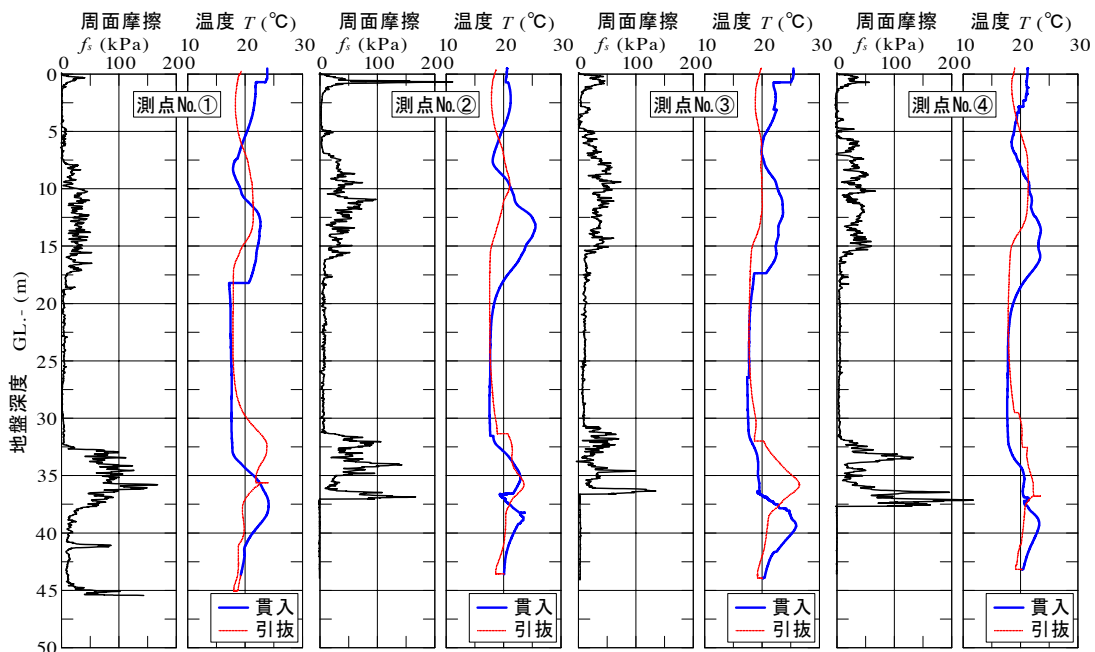 周面摩擦 温度 T (℃) 周面摩擦 温度 T (℃) 周面摩擦 温度 T (℃) 周面摩擦 温度 T (℃)
fs (kPa) fs (kPa) fs (kPa) fs (kPa)
0 100 200 10 20 30 0 100 200 10 20 30 0 100 200 10 20 30 0 100 200 10 20 30
測点№① 測点№② 測点№③ 測点№④
地盤深度 GL.- (m)
0
5
10
15
20
25
30
35
40
45
50
貫入 貫入 貫入 貫入
引抜 引抜 引抜 引抜